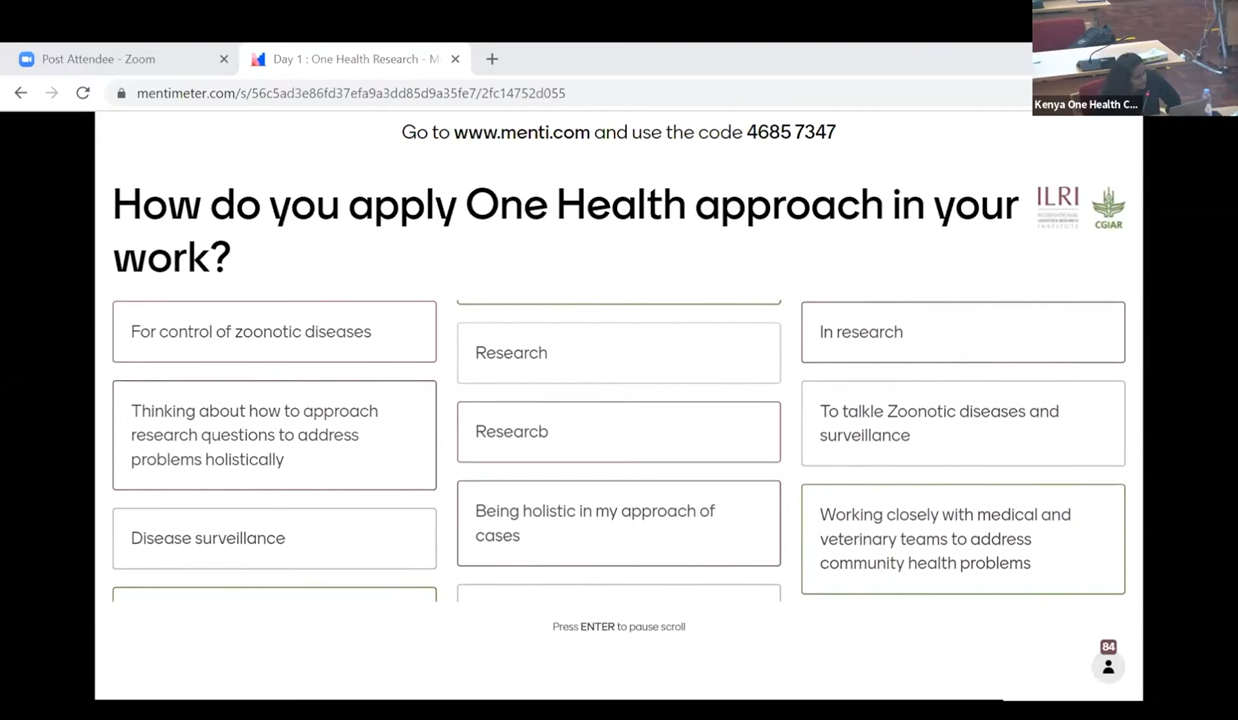 Post Attendee - Zoom
Day 1 : One Health Research - M
mentimeter.com/s/56c5ad3e86fd37efa9a3dd85d9a35fe7/2fc14752d055
Kenya One Health C...
Go to www.menti.com and use the code 4685 7347
How do you apply One Health approach in your
work?
ILRI
INTERNATIONAL
LIVESTOCK RESEARCH
INSTITUTE
CGIAR
For control of zoonotic diseases
Thinking about how to approach
research questions to address
problems holistically
Disease surveillance
Research
Researcb
Being holistic in my approach of
cases
In research
To talkle Zoonotic diseases and
surveillance
Working closely with medical and
veterinary teams to address
community health problems
Press ENTER to pause scroll
84